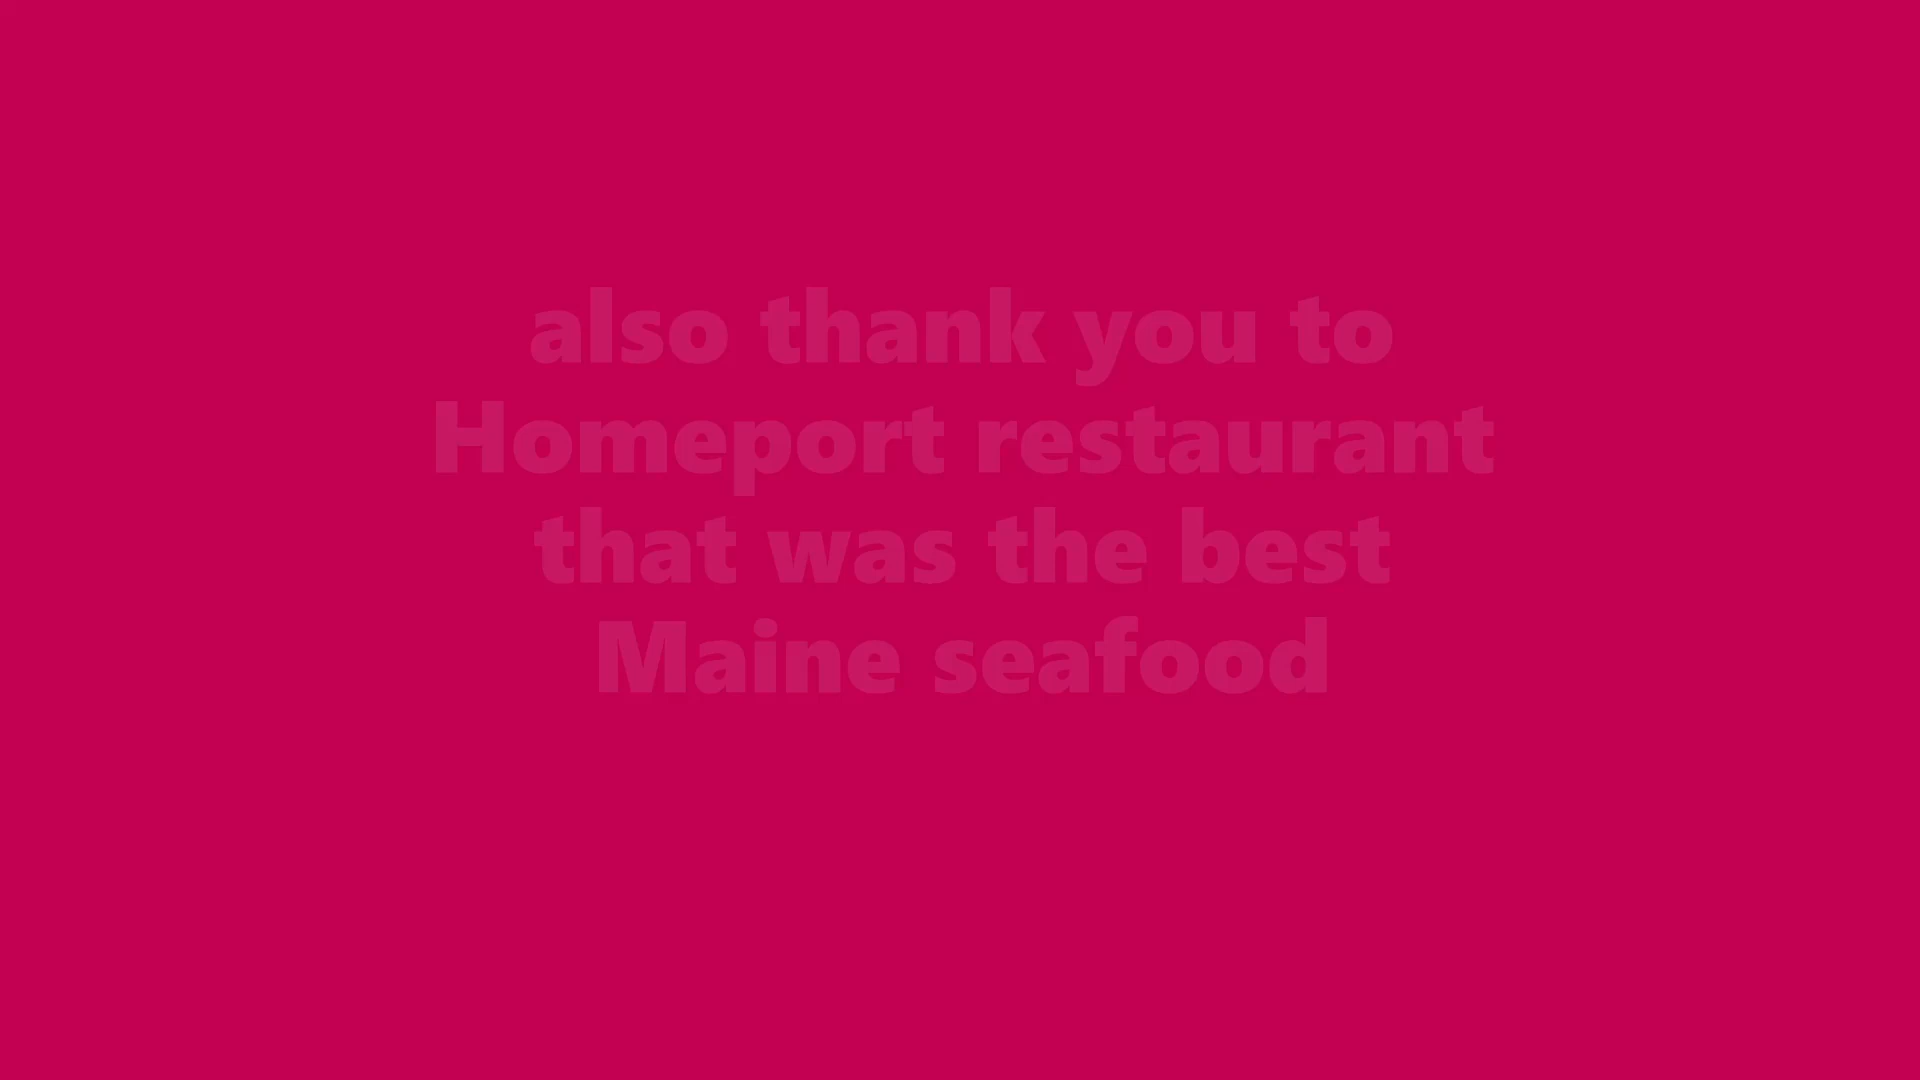 also thank you to
Homeport restaurant
that was the best
Maine seafood